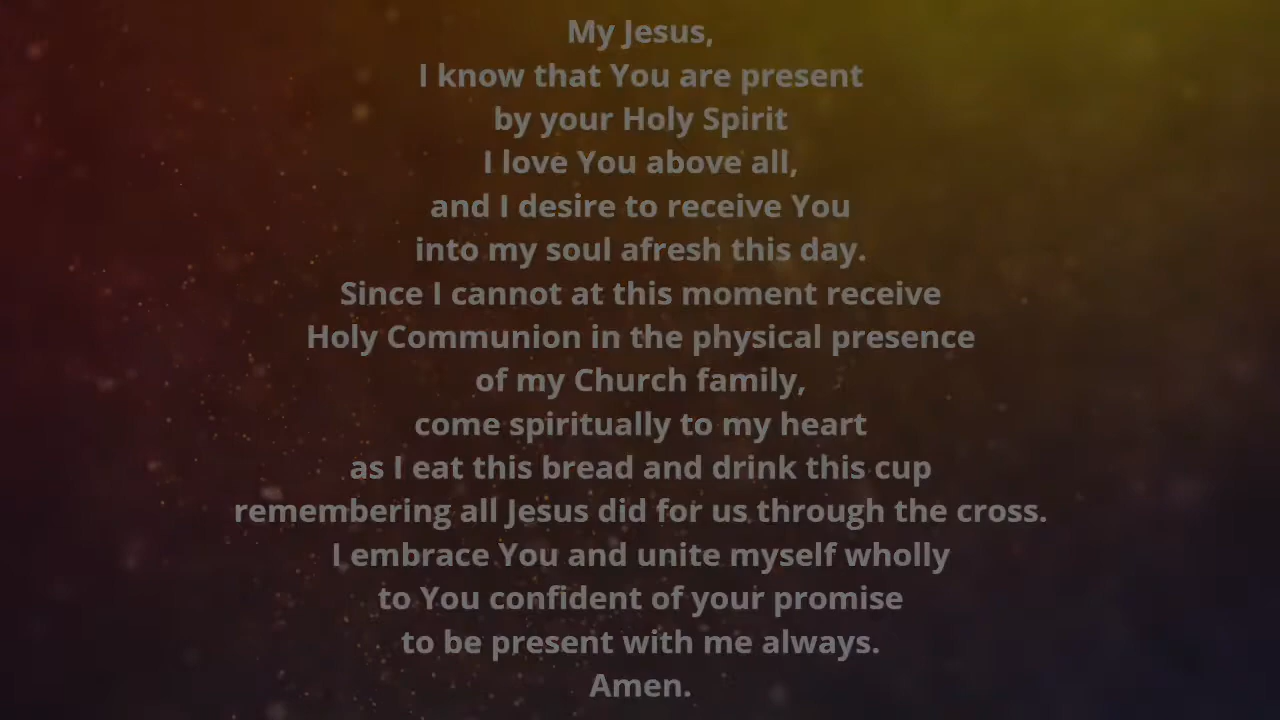 My Jesus,
I know that You are present
by your Holy Spirit
I love You above all,
and I desire to receive You
into my soul afresh this day.
Since I cannot at this moment receive
Holy Communion in the physical presence
of my Church family,
come spiritually to my heart
as I eat this bread and drink this cup
remembering all Jesus did for us through the cross.
I embrace You and unite myself wholly
to You confident of your promise
to be present with me always.
Amen.